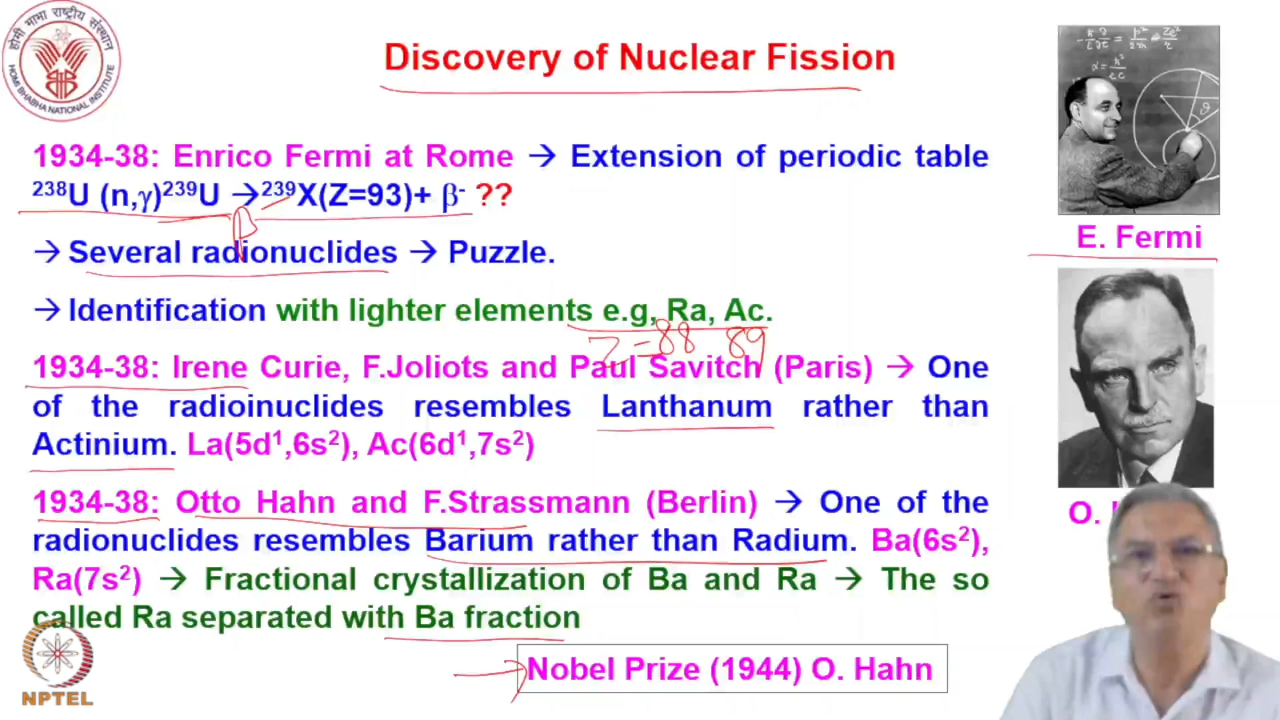 होमी भाभा राष्ट्रीय संस्थान
HOMI BHABHA NATIONAL INSTITUTE
Discovery of Nuclear Fission
1934-38: Enrico Fermi at Rome → Extension of periodic table
²³⁸U (n,γ)²³⁹U →²³⁹X(Z=93)+ β⁻ ??
β
→ Several radionuclides → Puzzle.
→ Identification with lighter elements e.g, Ra, Ac.
Z = 88 89
1934-38: Irene Curie, F.Joliots and Paul Savitch (Paris) → One
of the radioinuclides resembles Lanthanum rather than
Actinium. La(5d¹,6s²), Ac(6d¹,7s²)
1934-38: Otto Hahn and F.Strassmann (Berlin) → One of the
radionuclides resembles Barium rather than Radium. Ba(6s²),
Ra(7s²) → Fractional crystallization of Ba and Ra → The so
called Ra separated with Ba fraction
Nobel Prize (1944) O. Hahn
E. Fermi
O.
NPTEL